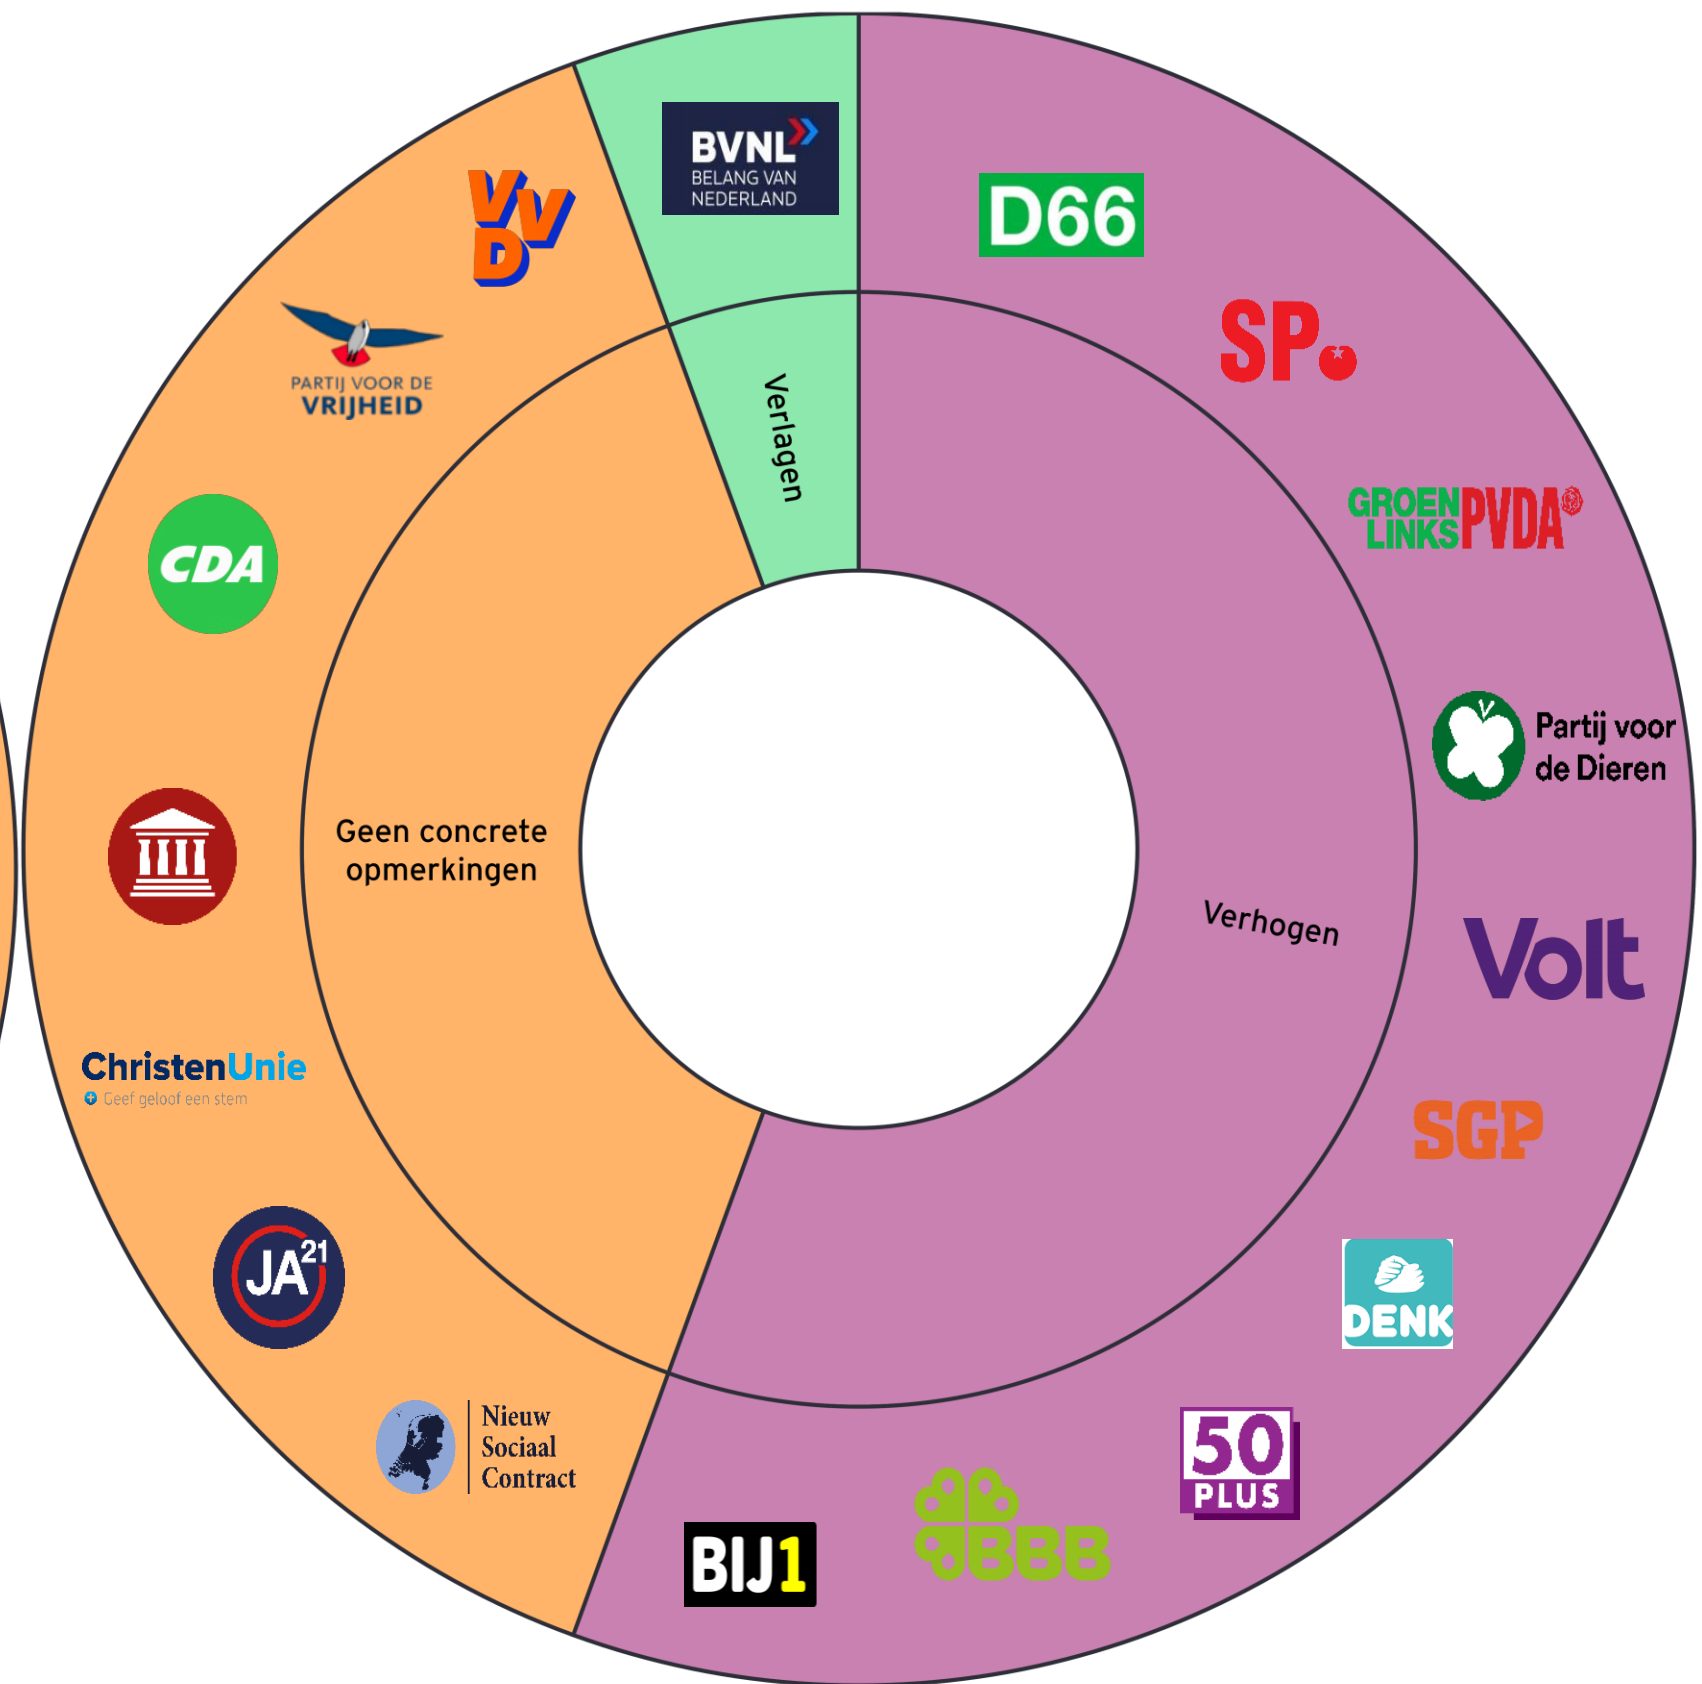 BVNL
BELANG VAN
NEDERLAND
D66
VVD
SP
PARTIJ VOOR DE
VRIJHEID
Verlagen
GROEN
LINKS
PVDA
CDA
Partij voor
de Dieren
Geen concrete
opmerkingen
Verhogen
Volt
ChristenUnie
Geef geloof een stem
SGP
JA21
DENK
Nieuw
Sociaal
Contract
50
PLUS
BBB
BIJ1